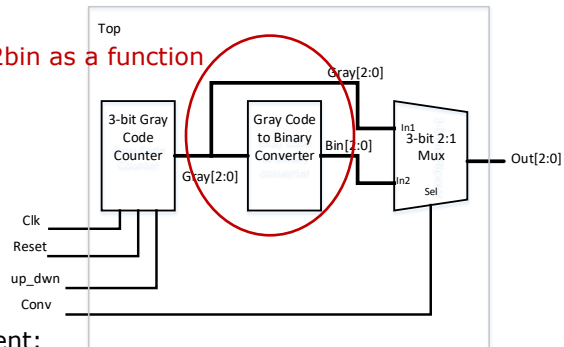 Top
2bin as a function
Gray[2:0]
3-bit Gray
Code
Counter
Gray Code
to Binary
Converter
In1
3-bit 2:1
Mux
Bin[2:0]
Out[2:0]
Gray[2:0]
In2
Sel
Clk
Reset
up_dwn
Conv
ent: